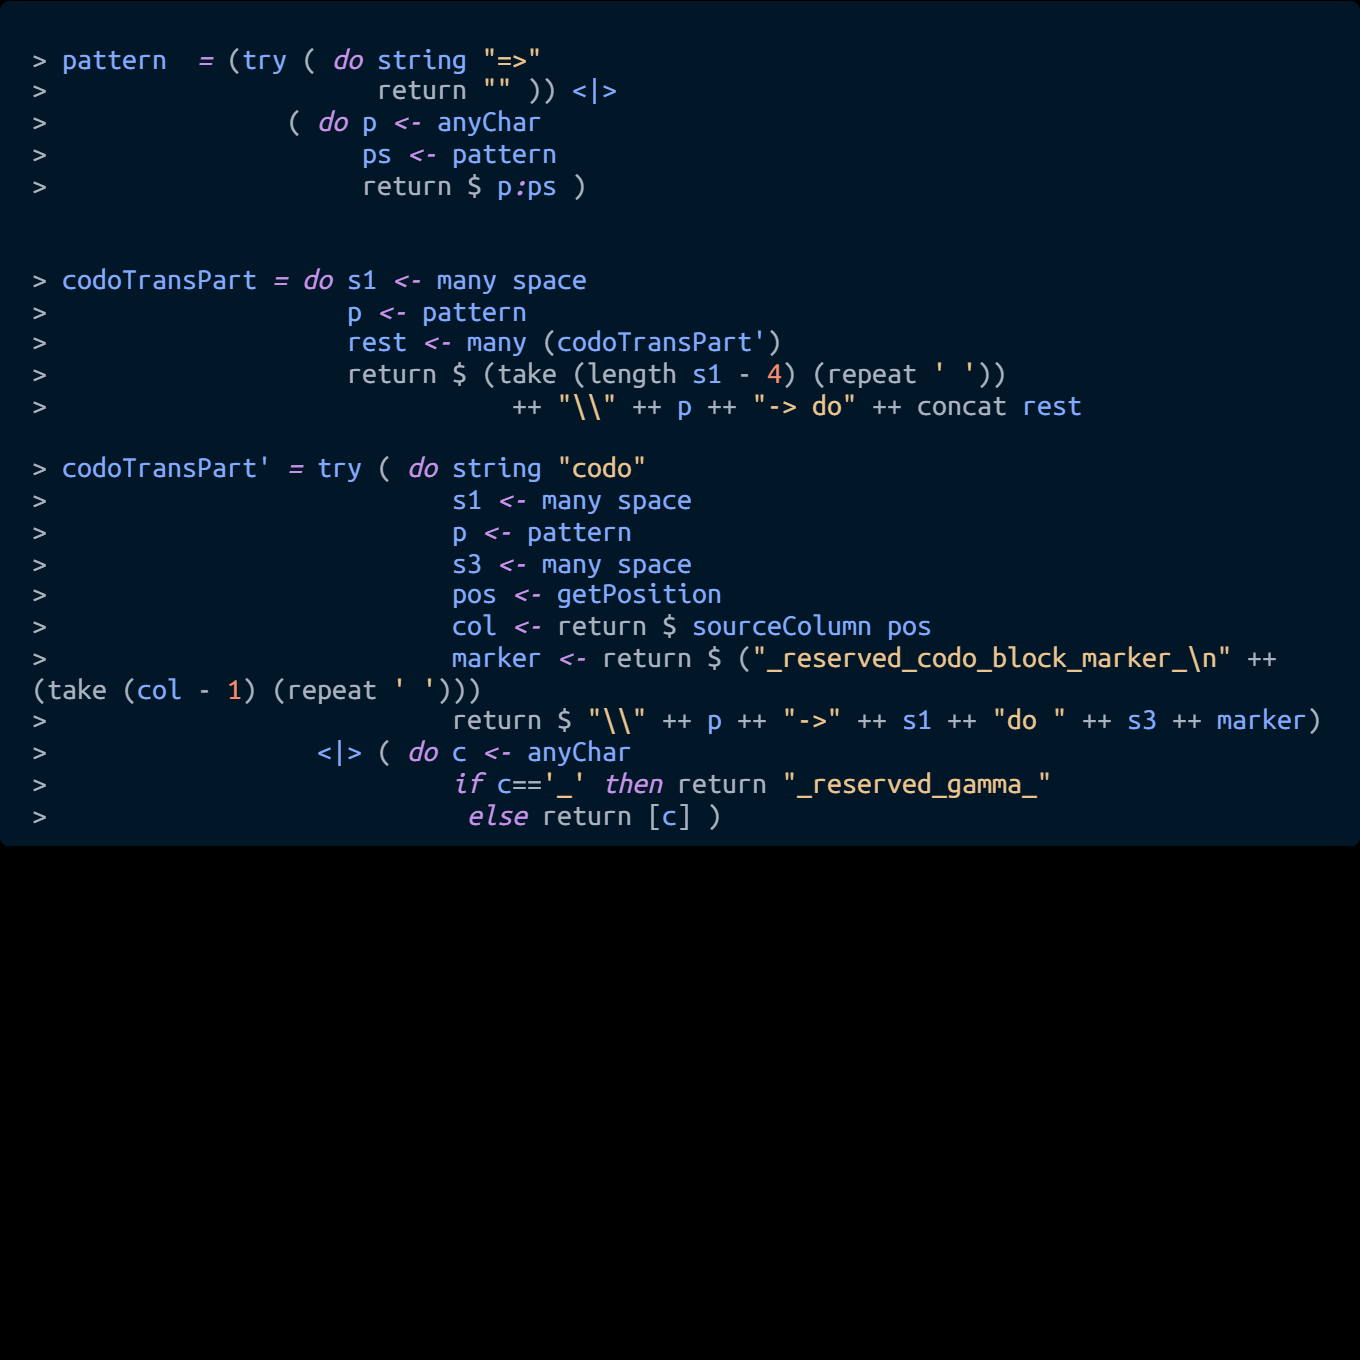 > pattern  = (try ( do string "=>"
>                      return "" )) <|>
>                ( do p <- anyChar
>                     ps <- pattern
>                     return $ p:ps )
> codoTransPart = do s1 <- many space
>                    p <- pattern
>                    rest <- many (codoTransPart')
>                    return $ (take (length s1 - 4) (repeat ' '))
>                               ++ "\\" ++ p ++ "-> do" ++ concat rest
> codoTransPart' = try ( do string "codo"
>                           s1 <- many space
>                           p <- pattern
>                           s3 <- many space
>                           pos <- getPosition
>                           col <- return $ sourceColumn pos
>                           marker <- return $ ("_reserved_codo_block_marker_\n" ++
(take (col - 1) (repeat ' ')))
>                           return $ "\\" ++ p ++ "->" ++ s1 ++ "do " ++ s3 ++ marker)
>                  <|> ( do c <- anyChar
>                           if c=='_' then return "_reserved_gamma_"
>                            else return [c] )